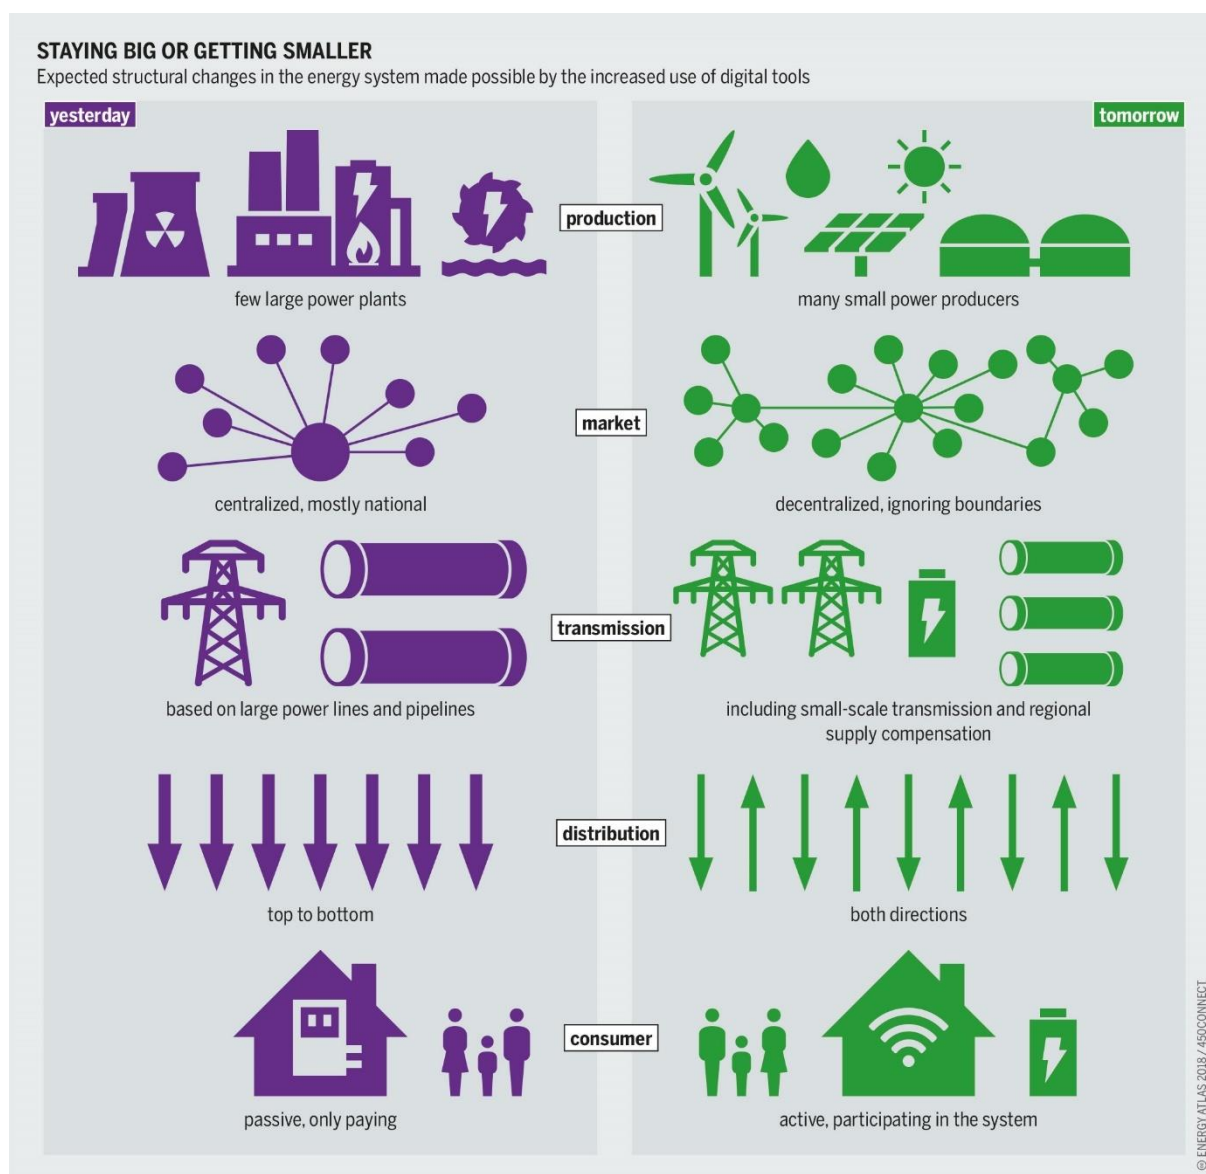 STAYING BIG OR GETTING SMALLER
Expected structural changes in the energy system made possible by the increased use of digital tools
yesterday
tomorrow
production
few large power plants
many small power producers
market
centralized, mostly national
decentralized, ignoring boundaries
transmission
based on large power lines and pipelines
including small-scale transmission and regional
supply compensation
distribution
top to bottom
both directions
consumer
passive, only paying
active, participating in the system
© ENERGY ATLAS 2018 / 450CONNECT